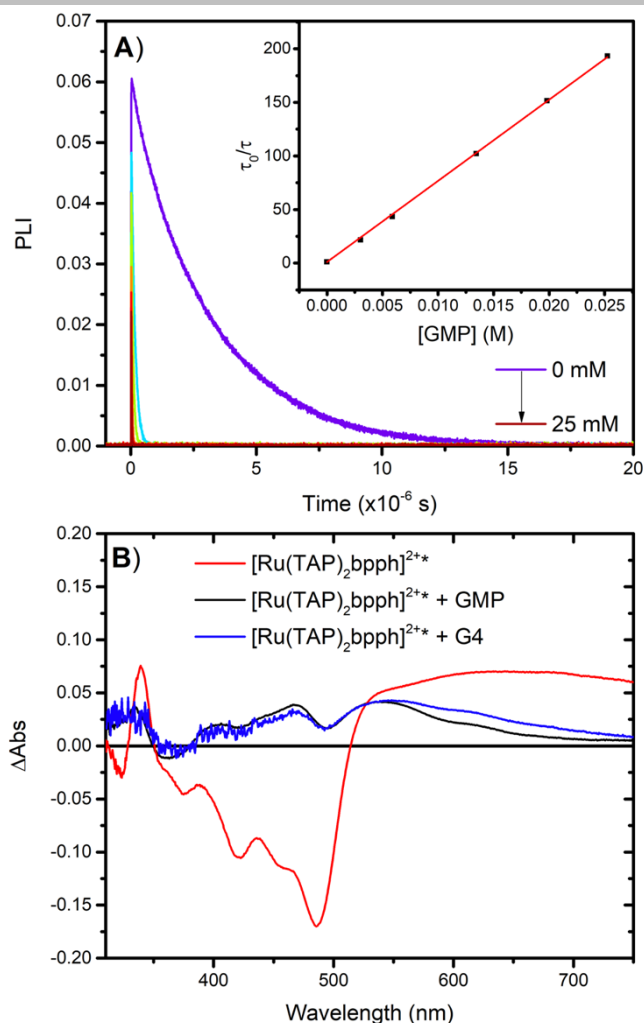 A)
0.07
0.06
0.05
0.04
0.03
0.02
0.01
0.00
PLI
0 5 10 15 20
Time (x10⁻⁶ s)
200
150
100
50
0
τ₀/τ
0.000 0.005 0.010 0.015 0.020 0.025
[GMP] (M)
0 mM
25 mM
B)
0.20
0.15
0.10
0.05
0.00
-0.05
-0.10
-0.15
-0.20
ΔAbs
[Ru(TAP)₂bpph]²⁺*
[Ru(TAP)₂bpph]²⁺* + GMP
[Ru(TAP)₂bpph]²⁺* + G4
400 500 600 700
Wavelength (nm)